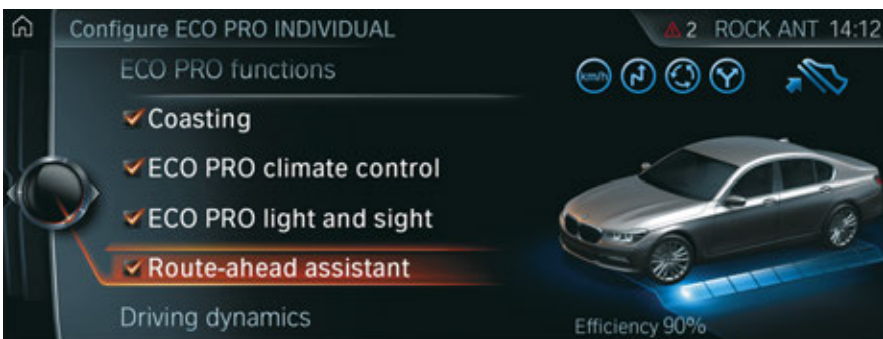 Configure ECO PRO INDIVIDUAL
2 ROCK ANT 14:12
ECO PRO functions
km/h
Coasting
ECO PRO climate control
ECO PRO light and sight
Route-ahead assistant
Driving dynamics
Efficiency 90%